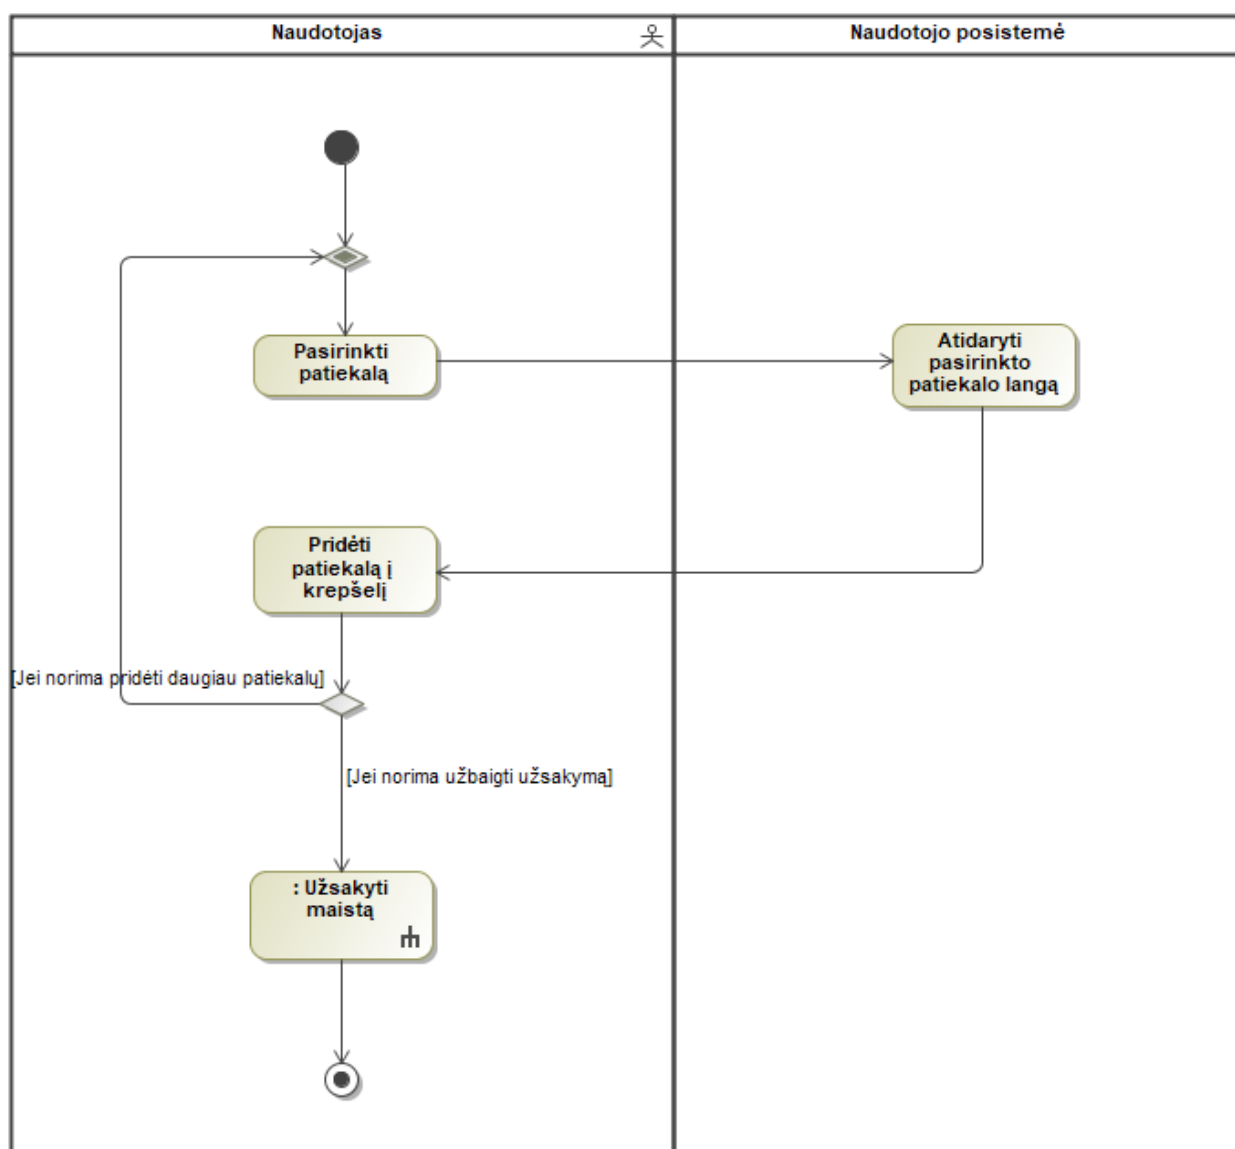 Naudotojas
Naudotojo posistemė
Pasirinkti
patiekalą
Atidaryti
pasirinkto
patiekalo langą
Pridėti
patiekalą į
krepšelį
[Jei norima pridėti daugiau patiekalų]
[Jei norima užbaigti užsakymą]
: Užsakyti
maistą